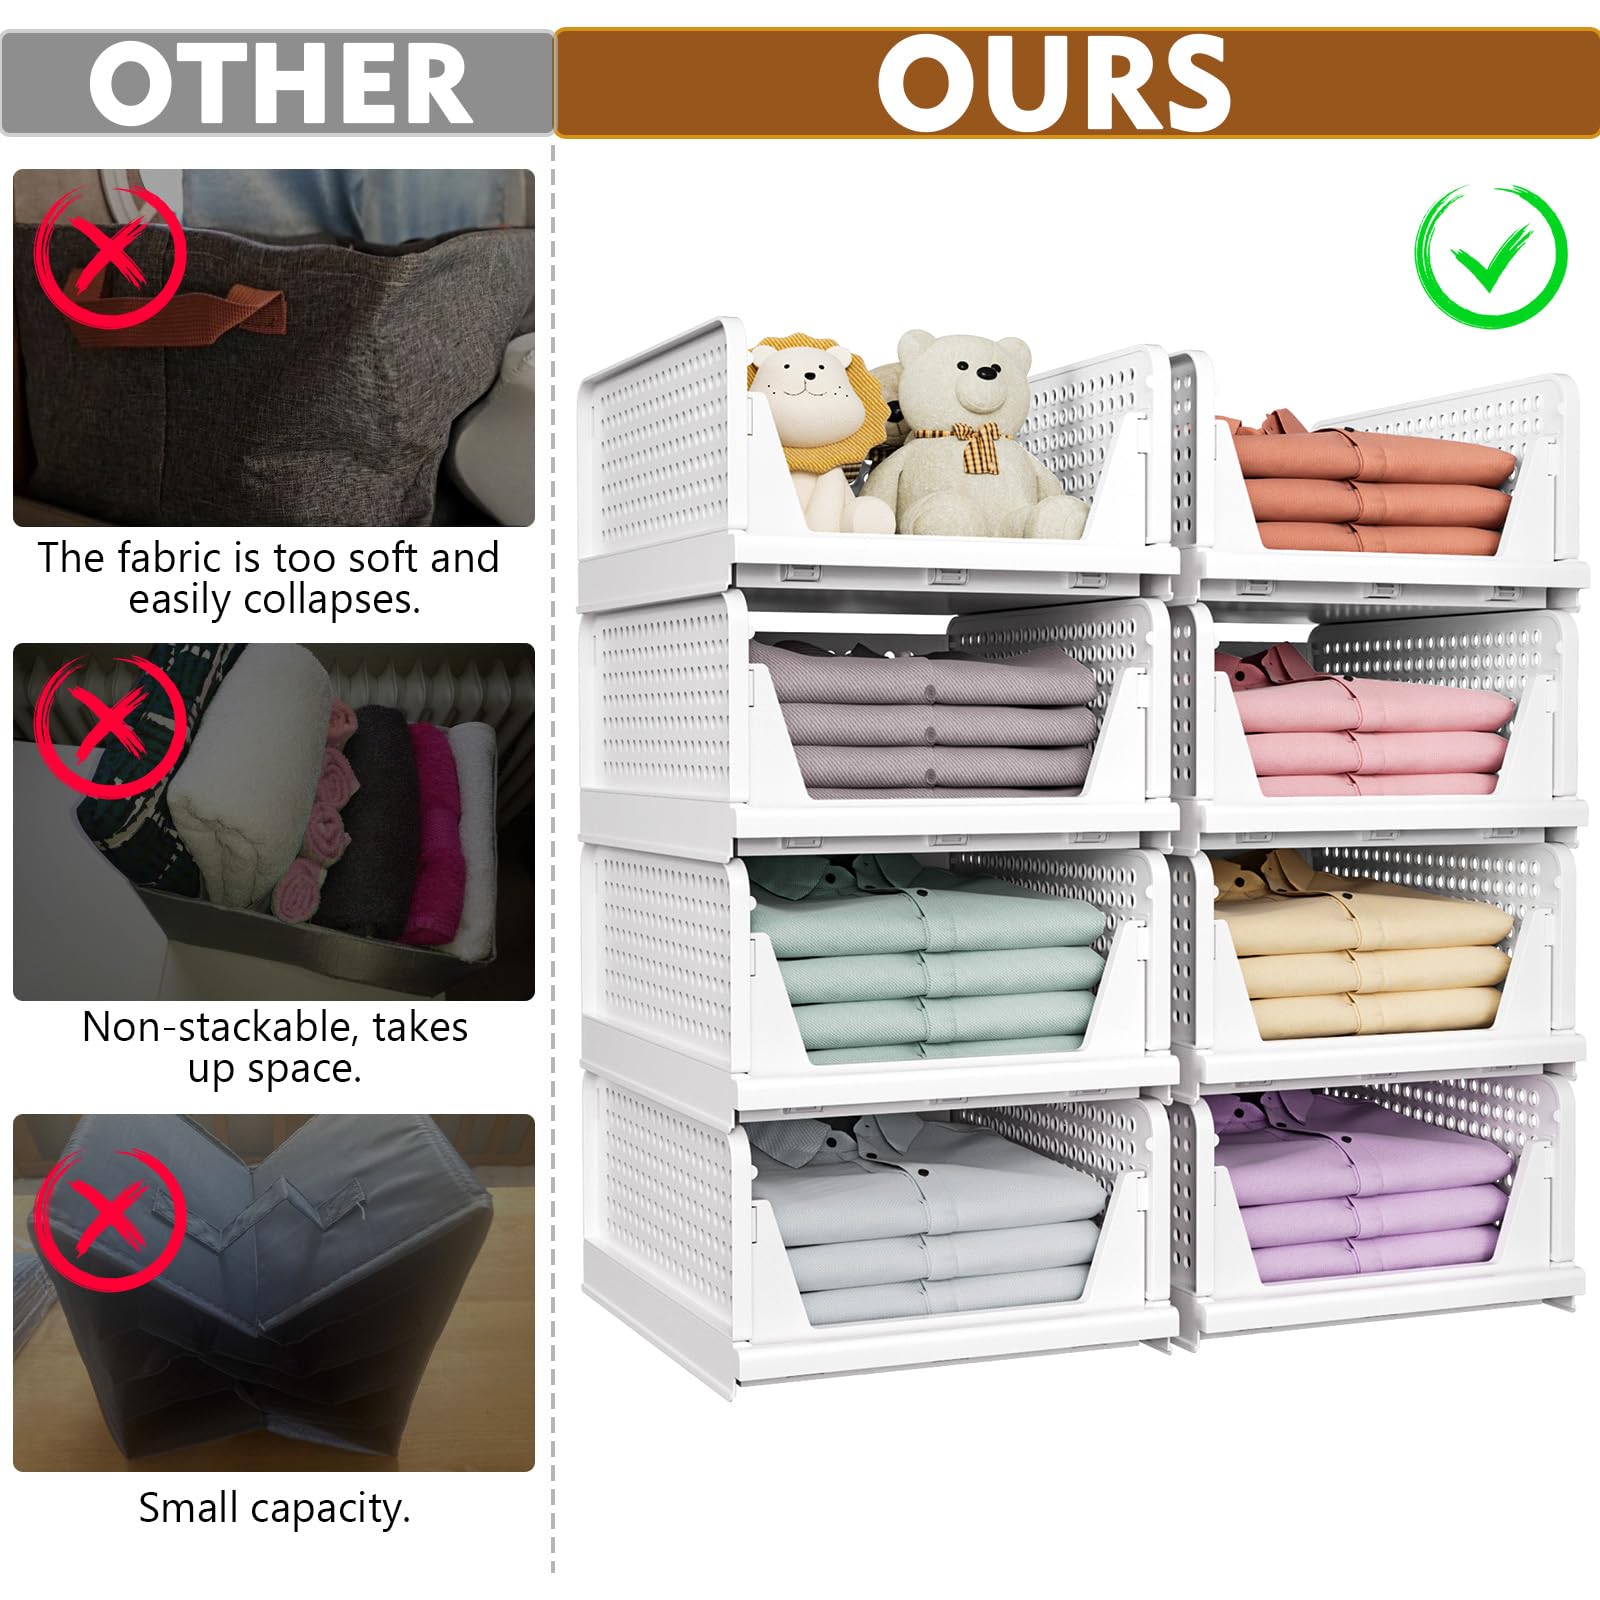 OTHER
OURS
The fabric is too soft and
easily collapses.
Non-stackable, takes
up space.
Small capacity.